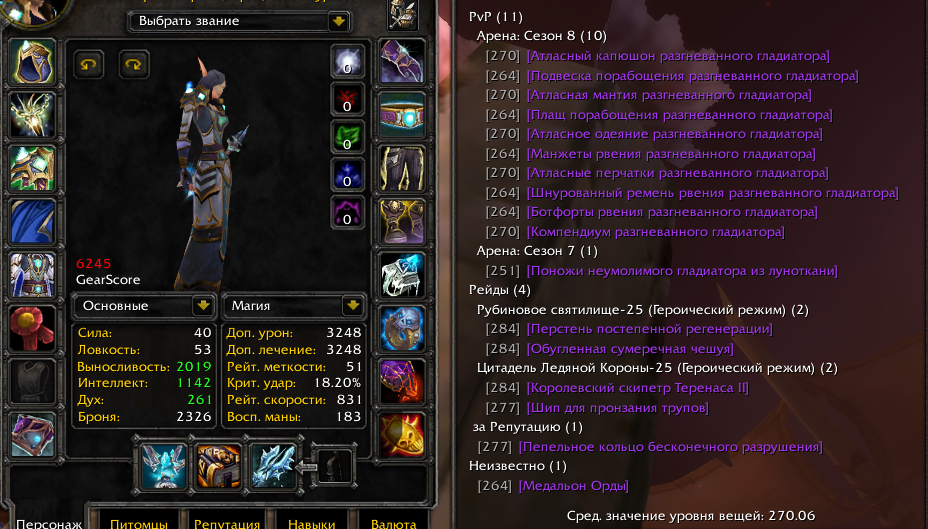 Выбрать звание
0
0
0
0
0
6245
GearScore
Основные
Магия
Сила: 40
Ловкость: 53
Выносливость: 2019
Интеллект: 1142
Дух: 261
Броня: 2326
Доп. урон: 3248
Доп. лечение: 3248
Рейт. меткости: 51
Крит. удар: 18.20%
Рейт. скорости: 831
Восп. маны: 183
Персонаж
Питомцы
Репутация
Навыки
Валюта
PvP (11)
Арена: Сезон 8 (10)
[270] [Атласный капюшон разгневанного гладиатора]
[264] [Подвеска порабощения разгневанного гладиатора]
[270] [Атласная мантия разгневанного гладиатора]
[264] [Плащ порабощения разгневанного гладиатора]
[270] [Атласное одеяние разгневанного гладиатора]
[264] [Манжеты рвения разгневанного гладиатора]
[270] [Атласные перчатки разгневанного гладиатора]
[264] [Шнурованный ремень рвения разгневанного гладиатора]
[264] [Ботфорты рвения разгневанного гладиатора]
[270] [Компендиум разгневанного гладиатора]
Арена: Сезон 7 (1)
[251] [Поножи неумолимого гладиатора из луноткани]
Рейды (4)
Рубиновое святилище-25 (Героический режим) (2)
[284] [Перстень постепенной регенерации]
[284] [Обугленная сумеречная чешуя]
Цитадель Ледяной Короны-25 (Героический режим) (2)
[284] [Королевский скипетр Теренаса II]
[277] [Шип для пронзания трупов]
за Репутацию (1)
[277] [Пепельное кольцо бесконечного разрушения]
Неизвестно (1)
[264] [Медальон Орды]
Сред. значение уровня вещей: 270.06